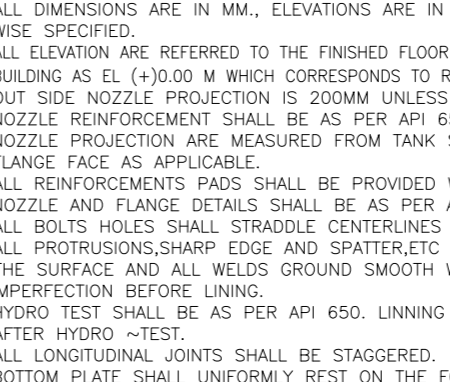 ALL DIMENSIONS ARE IN MM., ELEVATIONS ARE IN
WISE SPECIFIED.
ALL ELEVATION ARE REFERRED TO THE FINISHED FLOOR
BUILDING AS EL (+)0.00 M WHICH CORRESPONDS TO
OUT SIDE NOZZLE PROJECTION IS 200MM UNLESS
NOZZLE REINFORCEMENT SHALL BE AS PER API
NOZZLE PROJECTION ARE MEASURED FROM TANK
FLANGE FACE AS APPLICABLE.
ALL REINFORCEMENTS PADS SHALL BE PROVIDED
NOZZLE AND FLANGE DETAILS SHALL BE AS PER
ALL BOLTS HOLES SHALL STRADDLE CENTERLINES
ALL PROTRUSIONS,SHARP EDGE AND SPATTER,ETC
THE SURFACE AND ALL WELDS GROUND SMOOTH
IMPERFECTION BEFORE LINING.
HYDRO TEST SHALL BE AS PER API 650. LINNING
AFTER HYDRO ~TEST.
ALL LONGITUDINAL JOINTS SHALL BE STAGGERED.
BOTTOM PLATE SHALL UNIFORMLY REST ON THE